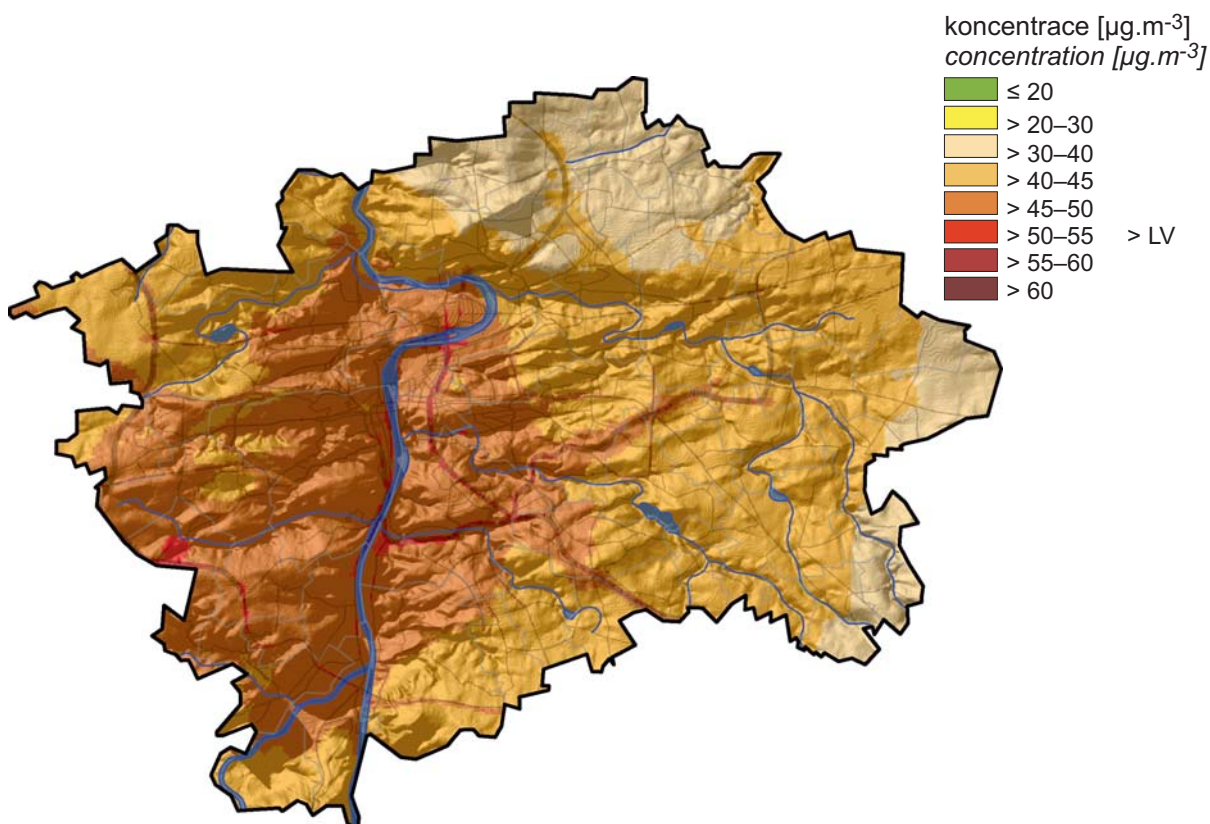 koncentrace [µg.m-3]
concentration [µg.m-3]
≤ 20
> 20–30
> 30–40
> 40–45
> 45–50
> 50–55 > LV
> 55–60
> 60